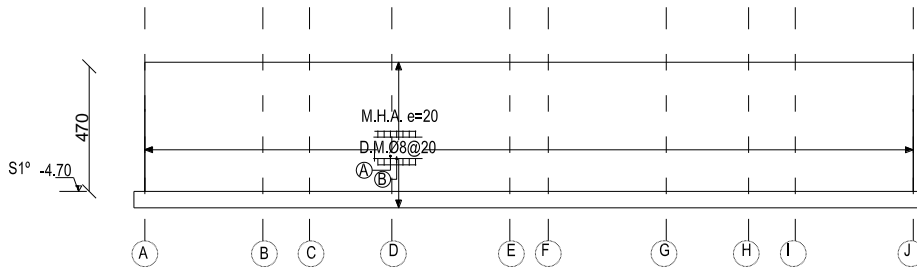 M.H.A. e=20
470
D.M.Ø8@20
S1º -4.70
A
B
A B C D E F G H I J